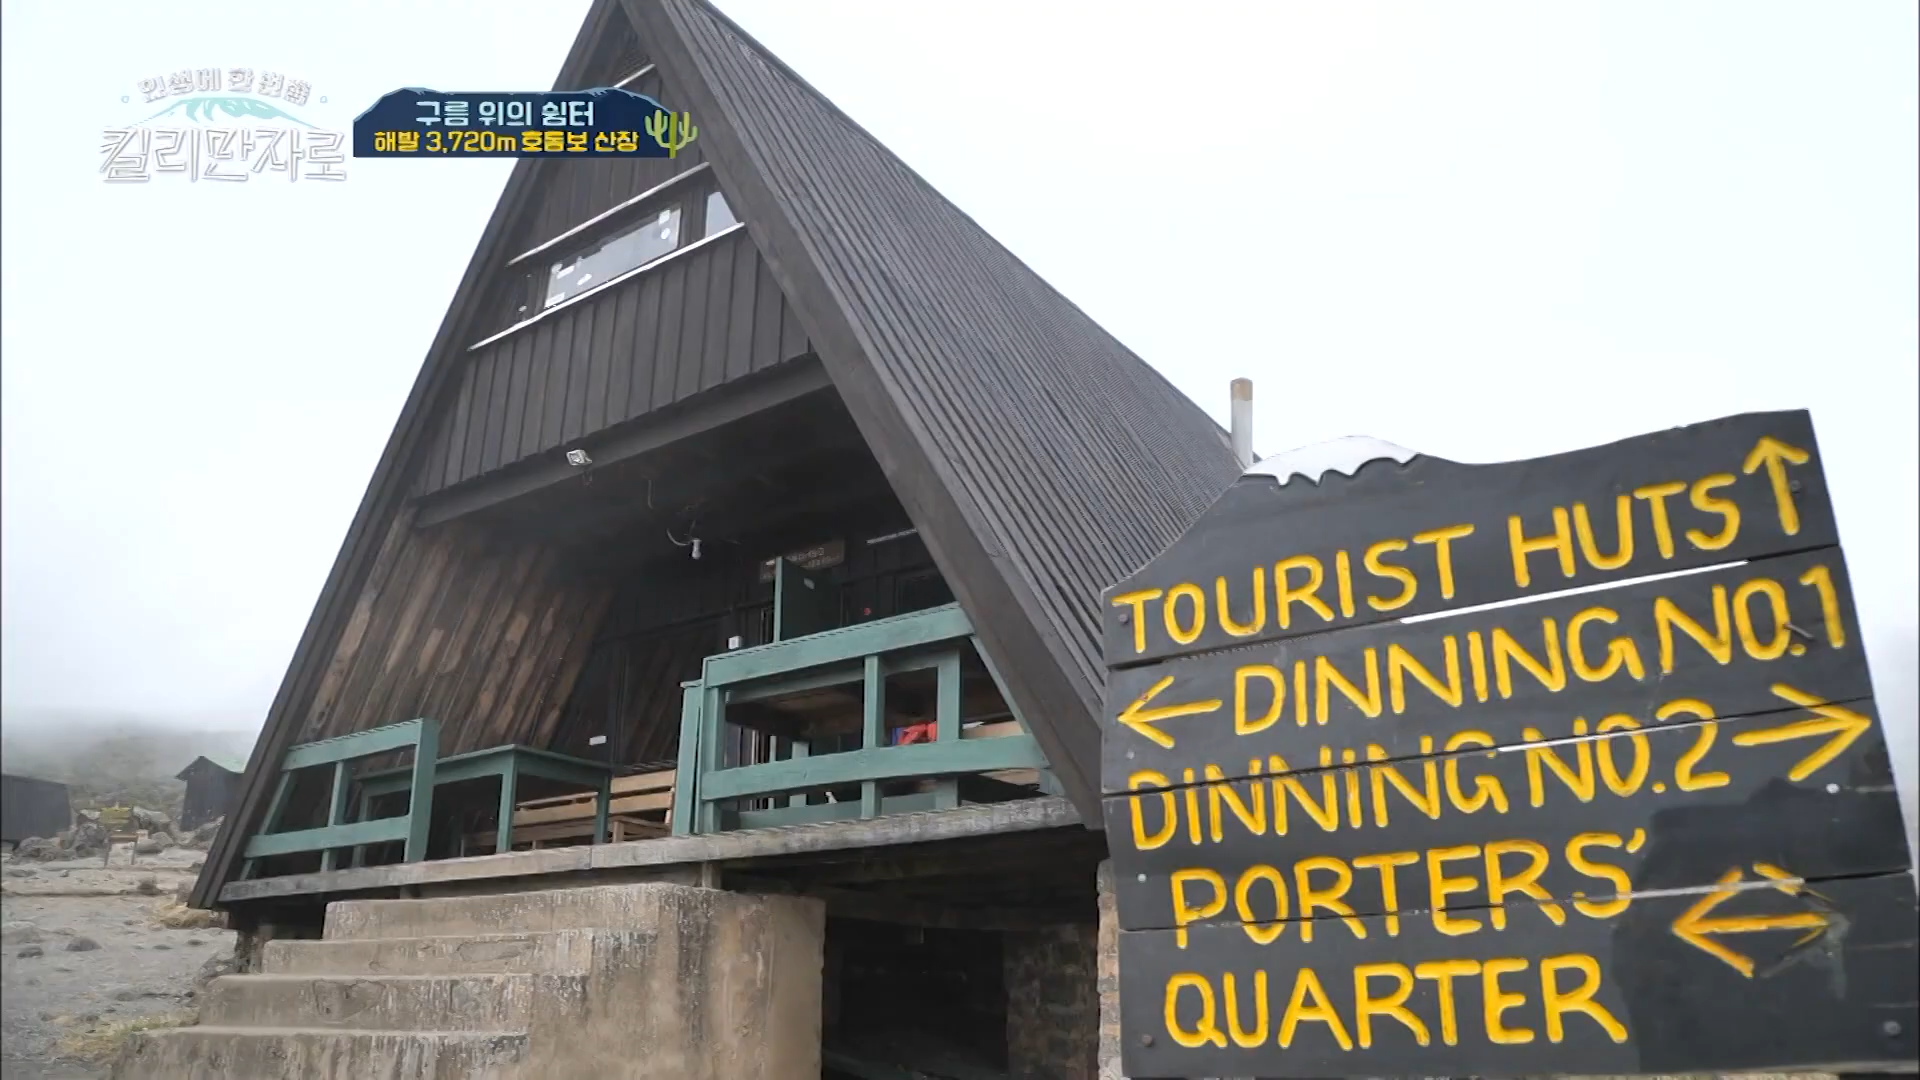 인생에 한 번쯤
킬리만자로
구름 위의 쉼터
해발 3,720m 호롬보 산장
TOURIST HUTS↑
←DINNING NO.1
DINNING NO.2→
PORTERS'
QUARTER